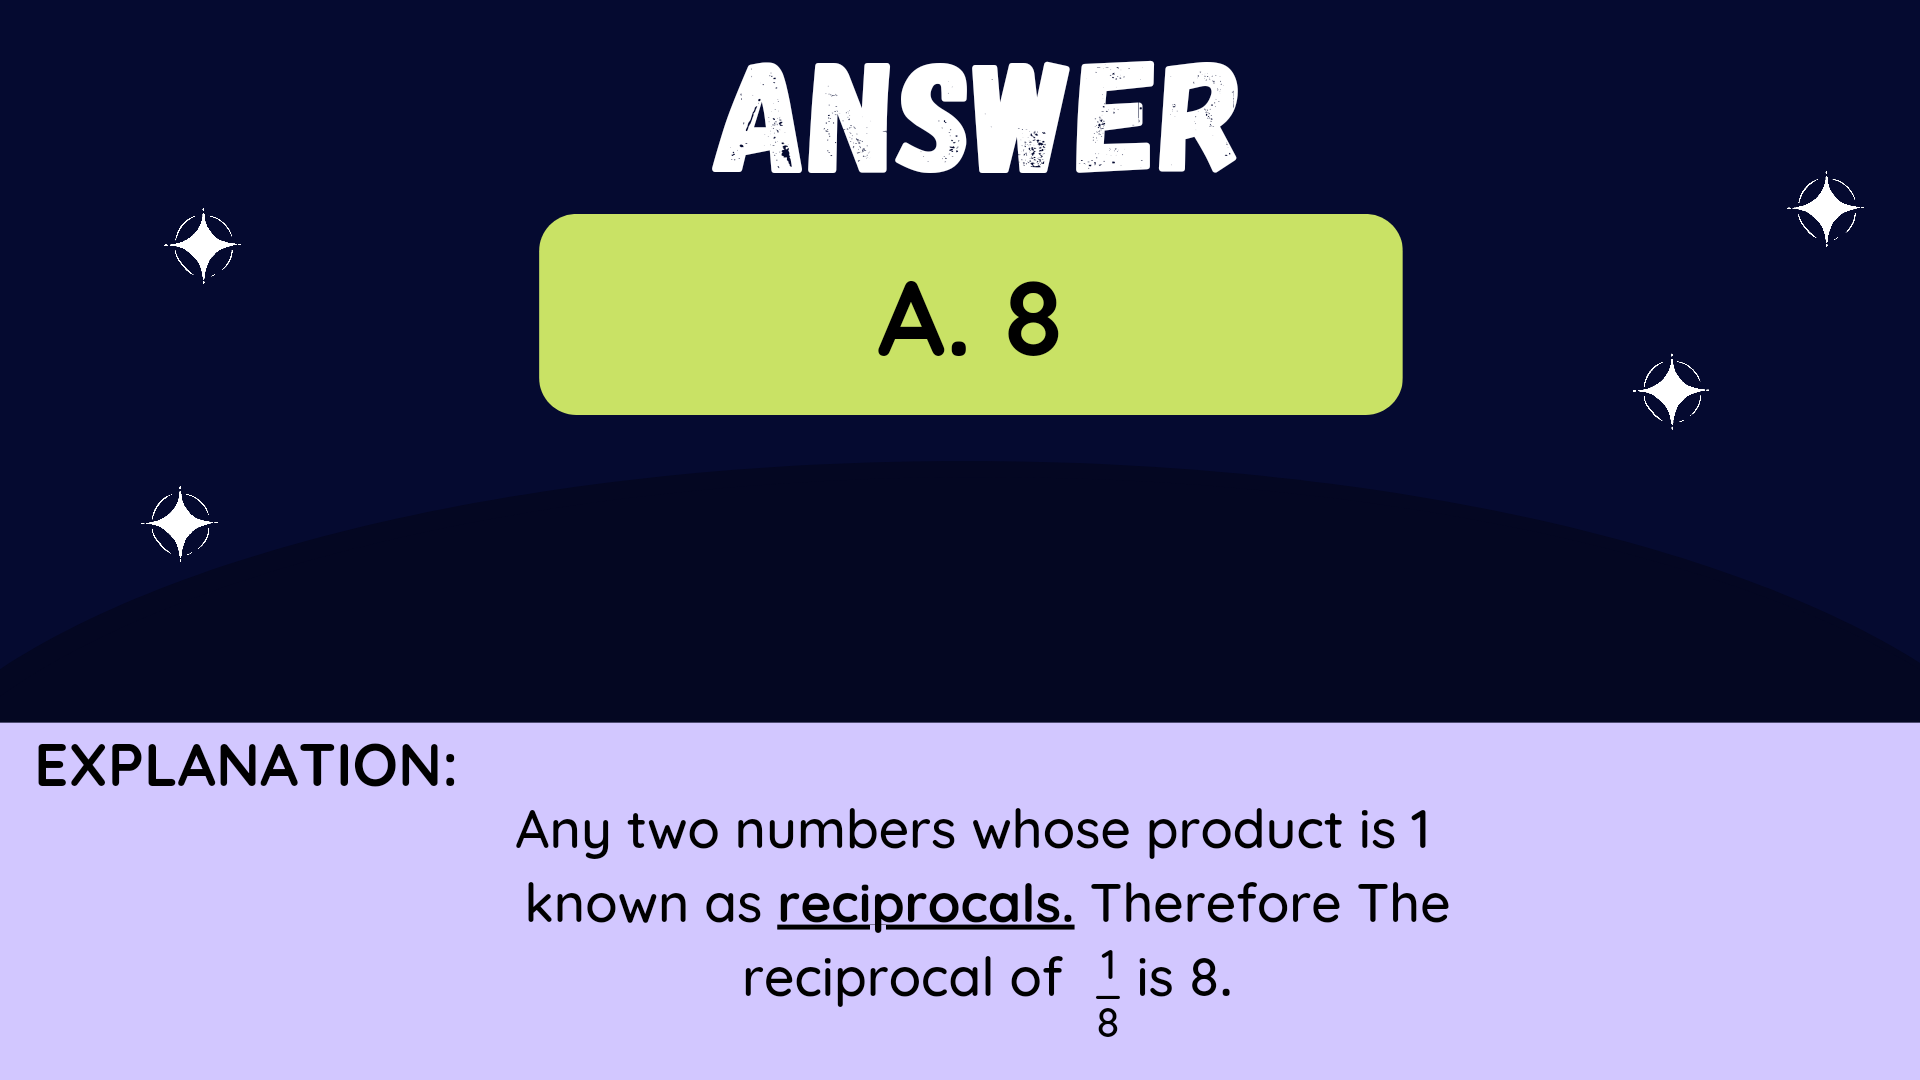 ANSWER
A. 8
EXPLANATION:
Any two numbers whose product is 1
known as reciprocals. Therefore The
reciprocal of 1/8 is 8.